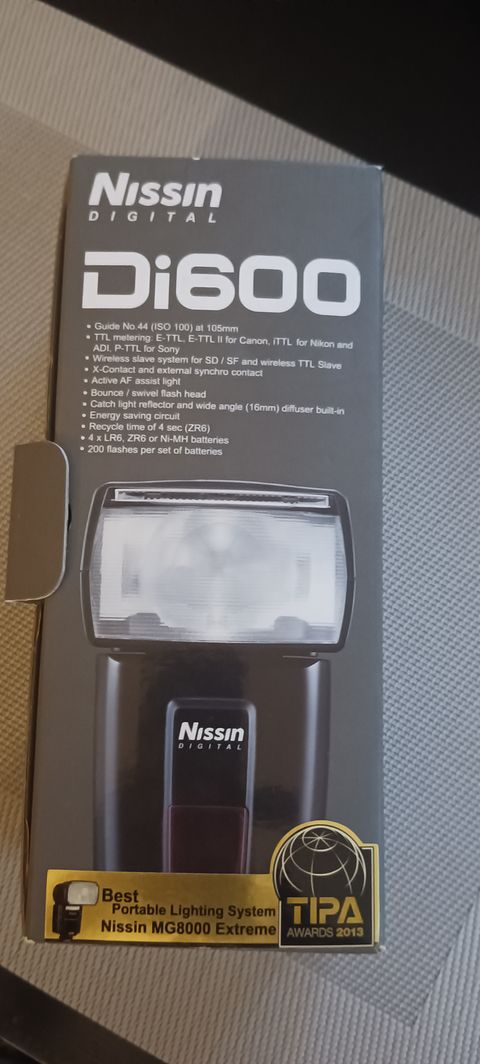 Nissin
DIGITAL
Di600
• Guide No.44 (ISO 100) at 105mm
• TTL metering: E-TTL, E-TTL II for Canon, iTTL for Nikon and
ADI, P-TTL for Sony
• Wireless slave system for SD / SF and wireless TTL Slave
• X-Contact and external synchro contact
• Active AF assist light
• Bounce / swivel flash head
• Catch light reflector and wide angle (16mm) diffuser built-in
• Energy saving circuit
• Recycle time of 4 sec (ZR6)
• 4 x LR6, ZR6 or Ni-MH batteries
• 200 flashes per set of batteries
Nissin
DIGITAL
Best
Portable Lighting System
Nissin MG8000 Extreme
TIPA
AWARDS 2013